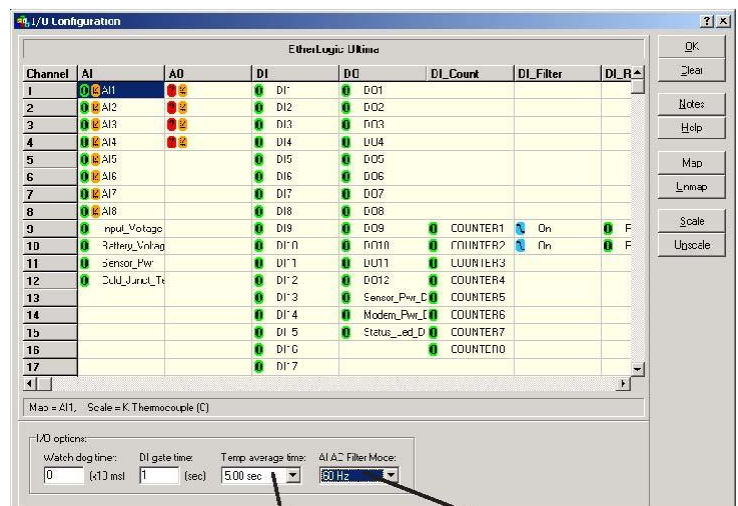 I/O Configuration
EtherLogic Ultima
OK
Clear
Notes
Help
Map
Unmap
Scale
Unscale
Channel AI AO DI DO DI_Count DI_Filter DI_R
1 AI1 DI1 DO1
2 AI2 DI2 DO2
3 AI3 DI3 DO3
4 AI4 DI4 DO4
5 AI5 DI5 DO5
6 AI6 DI6 DO6
7 AI7 DI7 DO7
8 AI8 DI8 DO8
9 Input_Voltage DI9 DO9 COUNTER1 On
10 Battery_Voltag DI10 DO10 COUNTER2 On
11 Sensor_Pwr DI11 DO11 COUNTER3
12 Cold_Junct_Te DI12 DO12 COUNTER4
13 DI13 Sensor_Pwr_D COUNTER5
14 DI14 Modem_Pwr_D COUNTER6
15 DI15 Status_Led_D COUNTER7
16 DI16 COUNTER8
17 DI17
Map = AI1, Scale = K Thermocouple (C)
I/O options:
Watch dog timer: DI gate time: Temp average time: AI AC Filter Mode:
0 (x10 ms) 1 (sec) 5.00 sec 60 Hz